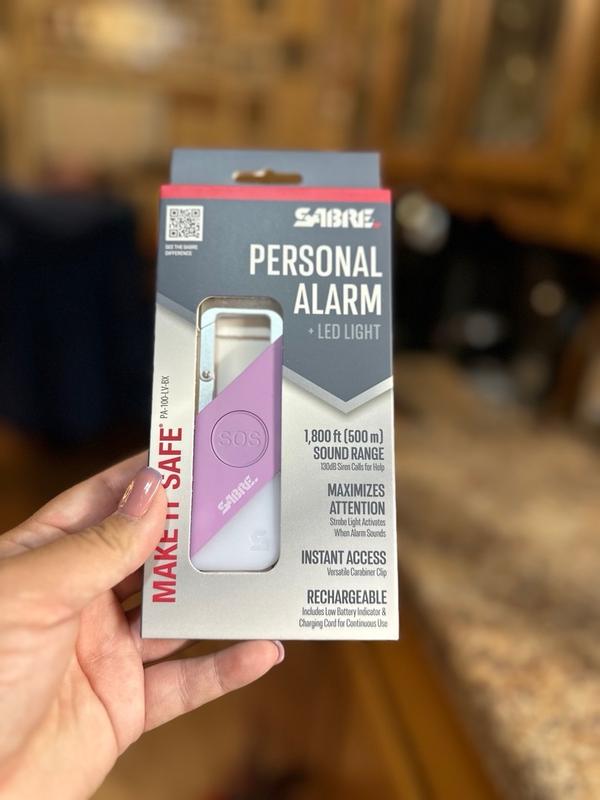 SABRE
SEE THE SABRE
DIFFERENCE
PERSONAL
ALARM
+ LED LIGHT
SOS
SABRE
S
MAKE IT SAFE®
PA-100-LV-BX
1,800 ft (500 m)
SOUND RANGE
130dB Siren Calls for Help
MAXIMIZES
ATTENTION
Strobe Light Activates
When Alarm Sounds
INSTANT ACCESS
Versatile Carabiner Clip
RECHARGEABLE
Includes Low Battery Indicator &
Charging Cord for Continuous Use